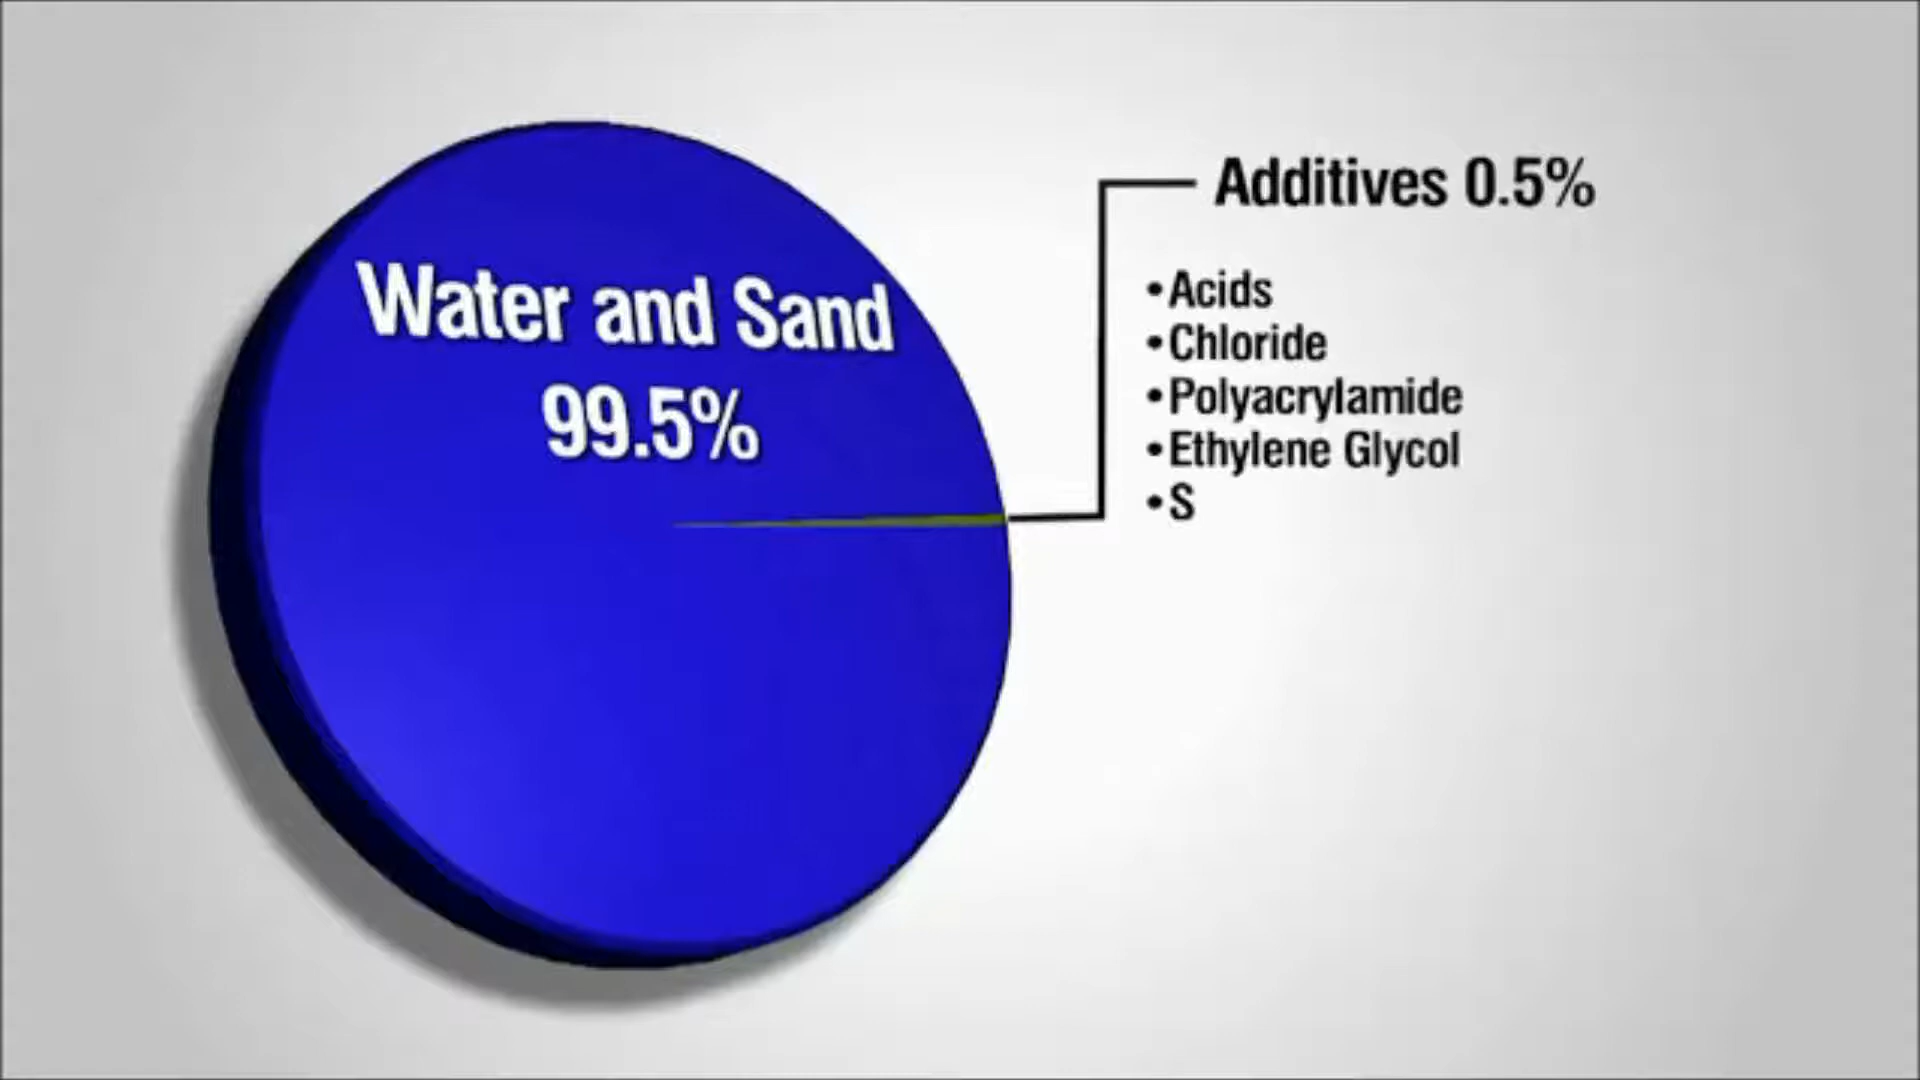 Water and Sand
99.5%
Additives 0.5%
•Acids
•Chloride
•Polyacrylamide
•Ethylene Glycol
•S